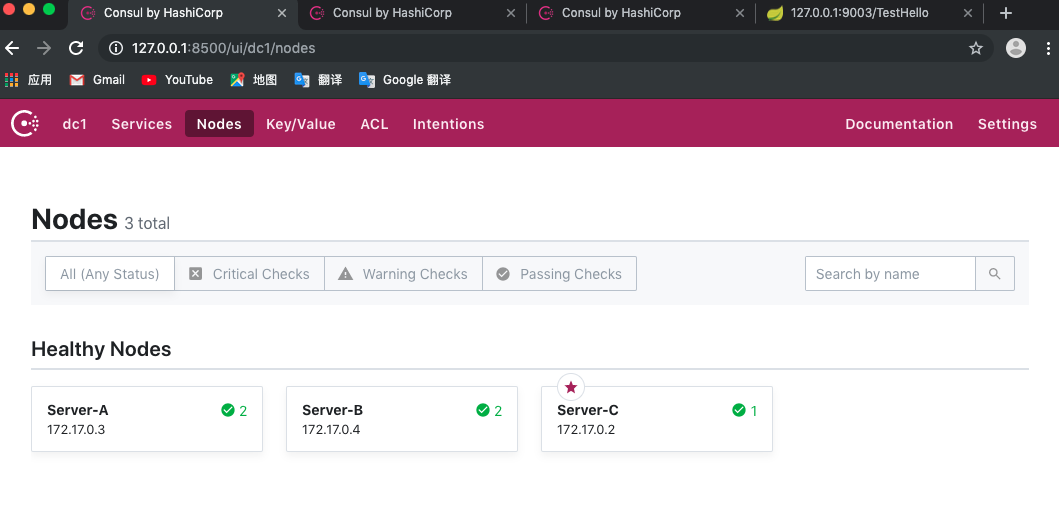 Consul by HashiCorp
Consul by HashiCorp
Consul by HashiCorp
127.0.0.1:9003/TestHello
127.0.0.1:8500/ui/dc1/nodes
应用 Gmail YouTube 地图 翻译 Google 翻译
dc1 Services Nodes Key/Value ACL Intentions Documentation Settings
Nodes 3 total
All (Any Status) Critical Checks Warning Checks Passing Checks Search by name
Healthy Nodes
Server-A 2
172.17.0.3
Server-B 2
172.17.0.4
Server-C 1
172.17.0.2